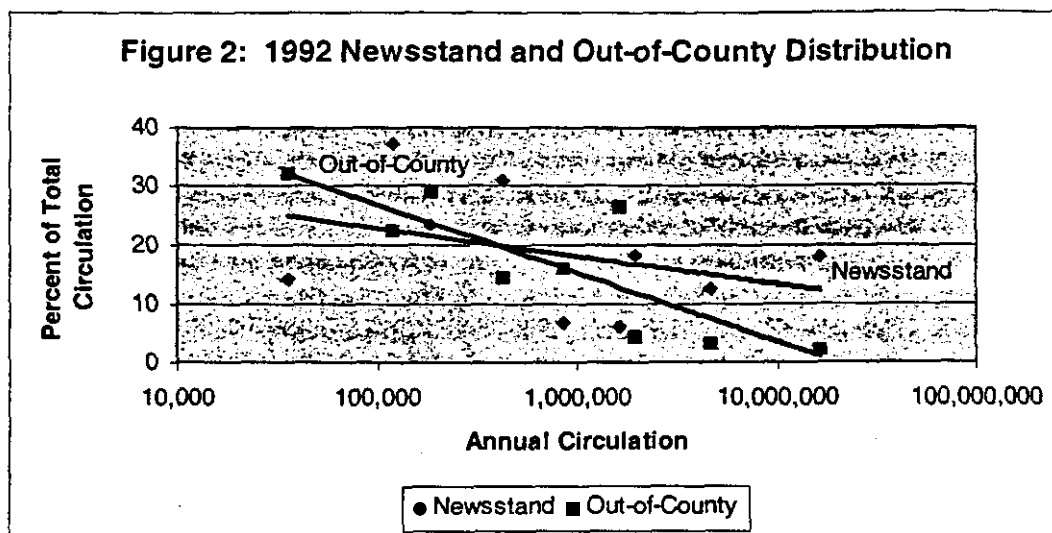 Figure 2: 1992 Newsstand and Out-of-County Distribution
Percent of Total
Circulation
40
30
20
10
0
Out-of-County
Newsstand
10,000
100,000
1,000,000
10,000,000
100,000,000
Annual Circulation
Newsstand
Out-of-County